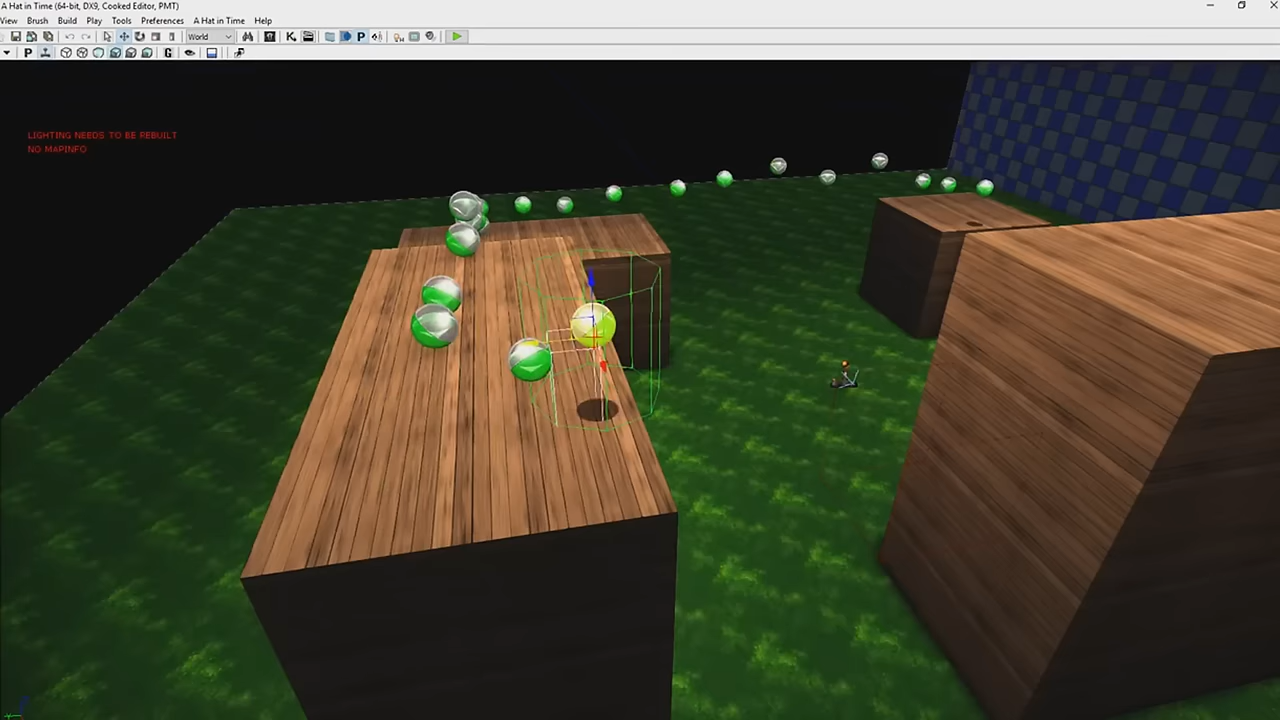 A Hat in Time (64-bit, DX9, Cooked Editor, PMT)
View Brush Build Play Tools Preferences A Hat in Time Help
World
P G
LIGHTING NEEDS TO BE REBUILT
NO MAPINFO